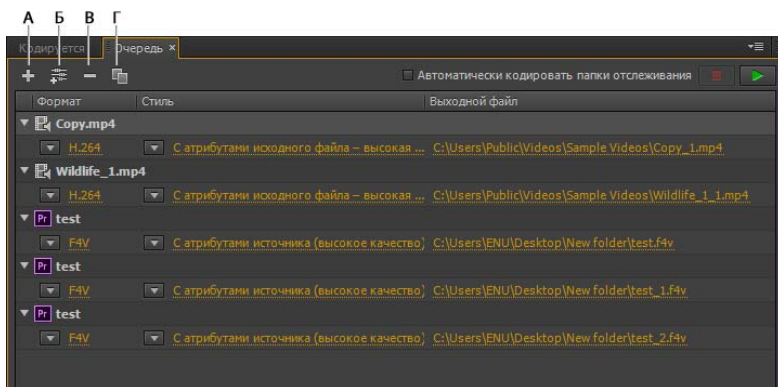 А Б В Г
Кодируется Очередь ×
Автоматически кодировать папки отслеживания
Формат Стиль Выходной файл
Copy.mp4
H.264 С атрибутами исходного файла – высокая ... C:\Users\Public\Videos\Sample Videos\Copy_1.mp4
Wildlife_1.mp4
H.264 С атрибутами исходного файла – высокая ... C:\Users\Public\Videos\Sample Videos\Wildlife_1_1.mp4
Pr test
F4V С атрибутами источника (высокое качество) C:\Users\ENU\Desktop\New folder\test.f4v
Pr test
F4V С атрибутами источника (высокое качество) C:\Users\ENU\Desktop\New folder\test_1.f4v
Pr test
F4V С атрибутами источника (высокое качество) C:\Users\ENU\Desktop\New folder\test_2.f4v